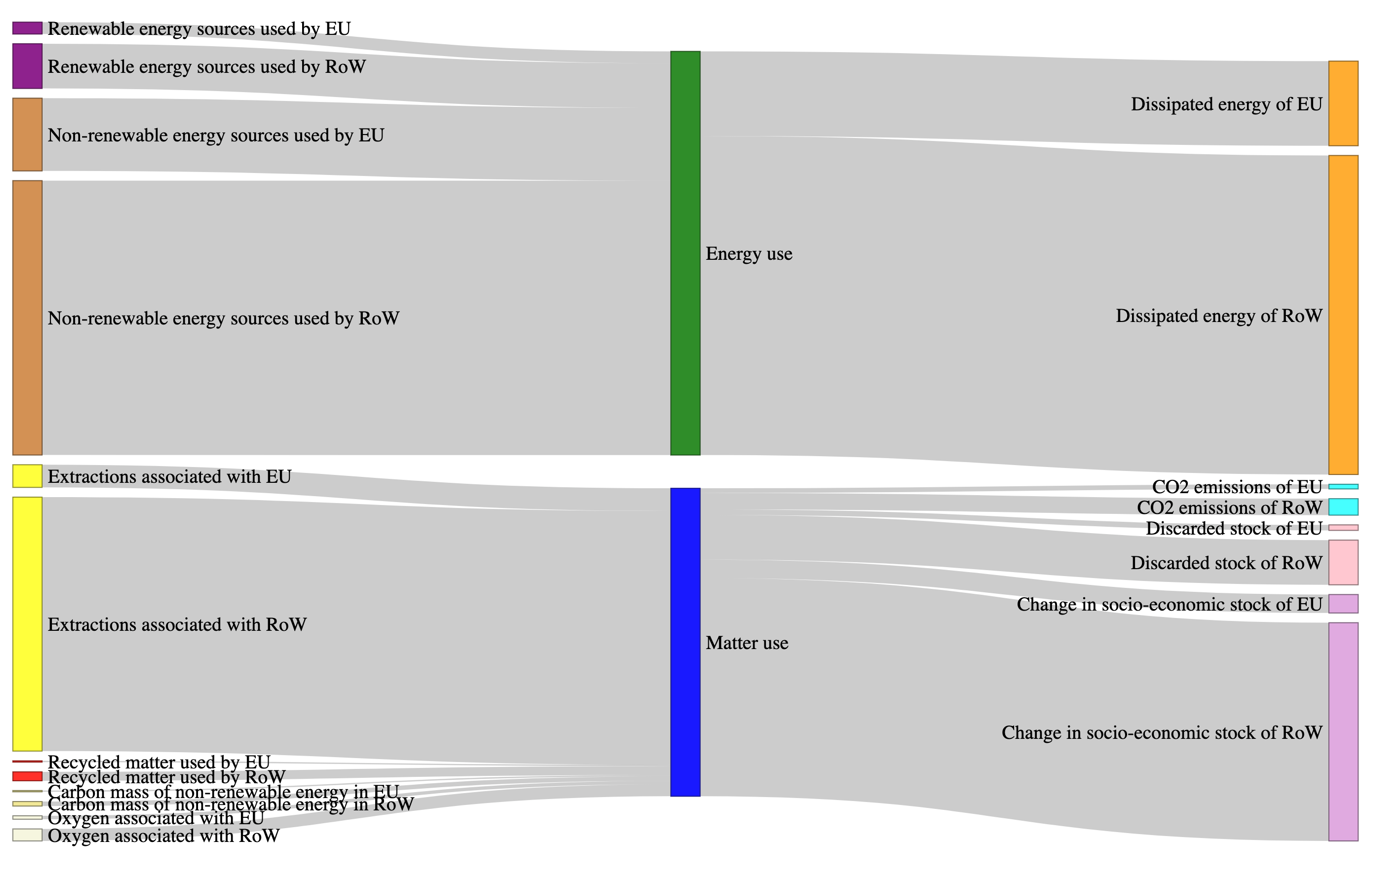 Renewable energy sources used by EU
Renewable energy sources used by RoW
Non-renewable energy sources used by EU
Non-renewable energy sources used by RoW
Extractions associated with EU
Extractions associated with RoW
Recycled matter used by EU
Recycled matter used by RoW
Carbon mass of non-renewable energy in EU
Carbon mass of non-renewable energy in RoW
Oxygen associated with EU
Oxygen associated with RoW
Energy use
Matter use
Dissipated energy of EU
Dissipated energy of RoW
CO2 emissions of EU
CO2 emissions of RoW
Discarded stock of EU
Discarded stock of RoW
Change in socio-economic stock of EU
Change in socio-economic stock of RoW